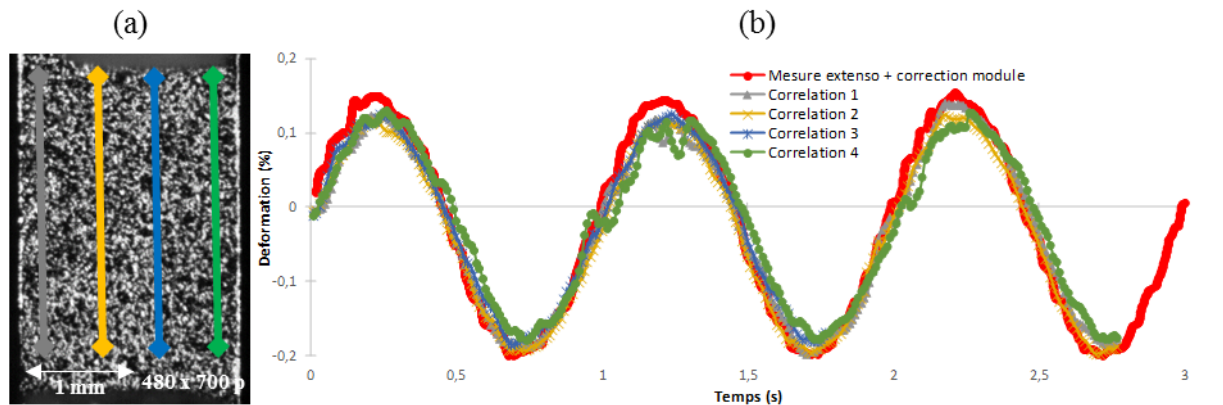 (a)
(b)
1 mm
480 x 700 p
0,2
0,1
0
-0,1
-0,2
Deformation (%)
Mesure extenso + correction module
Correlation 1
Correlation 2
Correlation 3
Correlation 4
0
0,5
1
1,5
2
2,5
3
Temps (s)